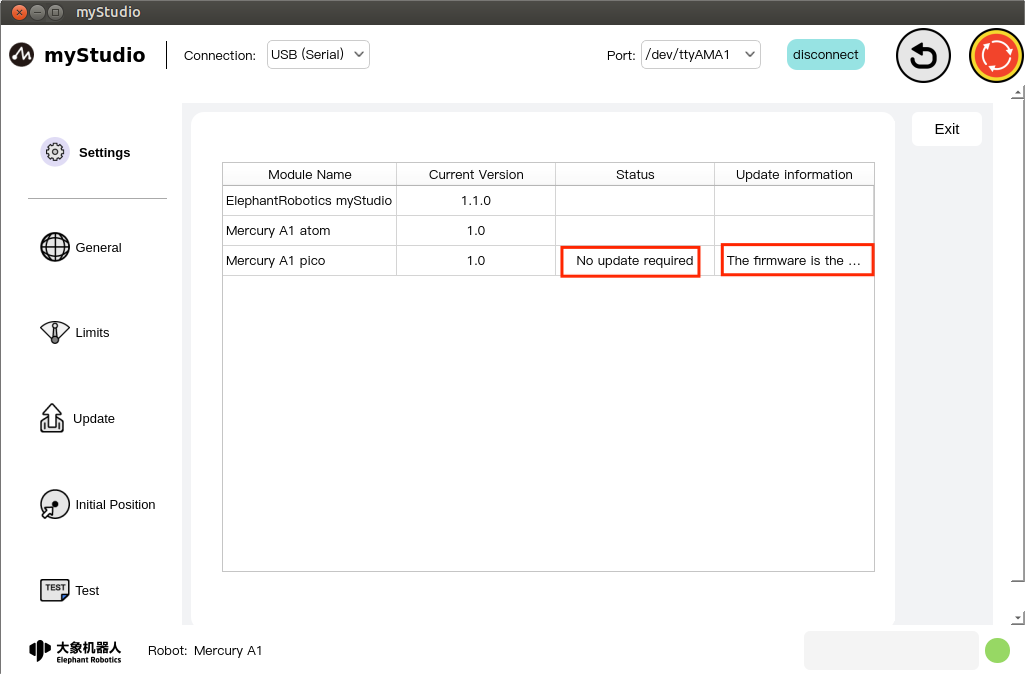 myStudio
myStudio Connection: USB (Serial) Port: /dev/ttyAMA1 disconnect
Exit
Settings
Module Name Current Version Status Update information
ElephantRobotics myStudio 1.1.0
Mercury A1 atom 1.0
Mercury A1 pico 1.0 No update required The firmware is the ...
General
Limits
Update
Initial Position
TEST Test
大象机器人
Elephant Robotics
Robot: Mercury A1